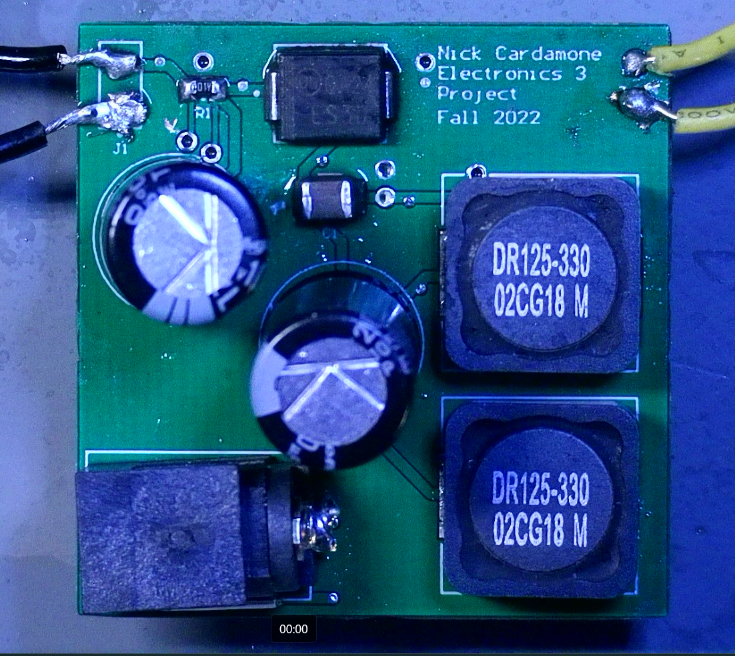 Nick Cardamone
Electronics 3
Project
Fall 2022
R1
J1
DR125-330
02CG18 M
DR125-330
02CG18 M
00:00